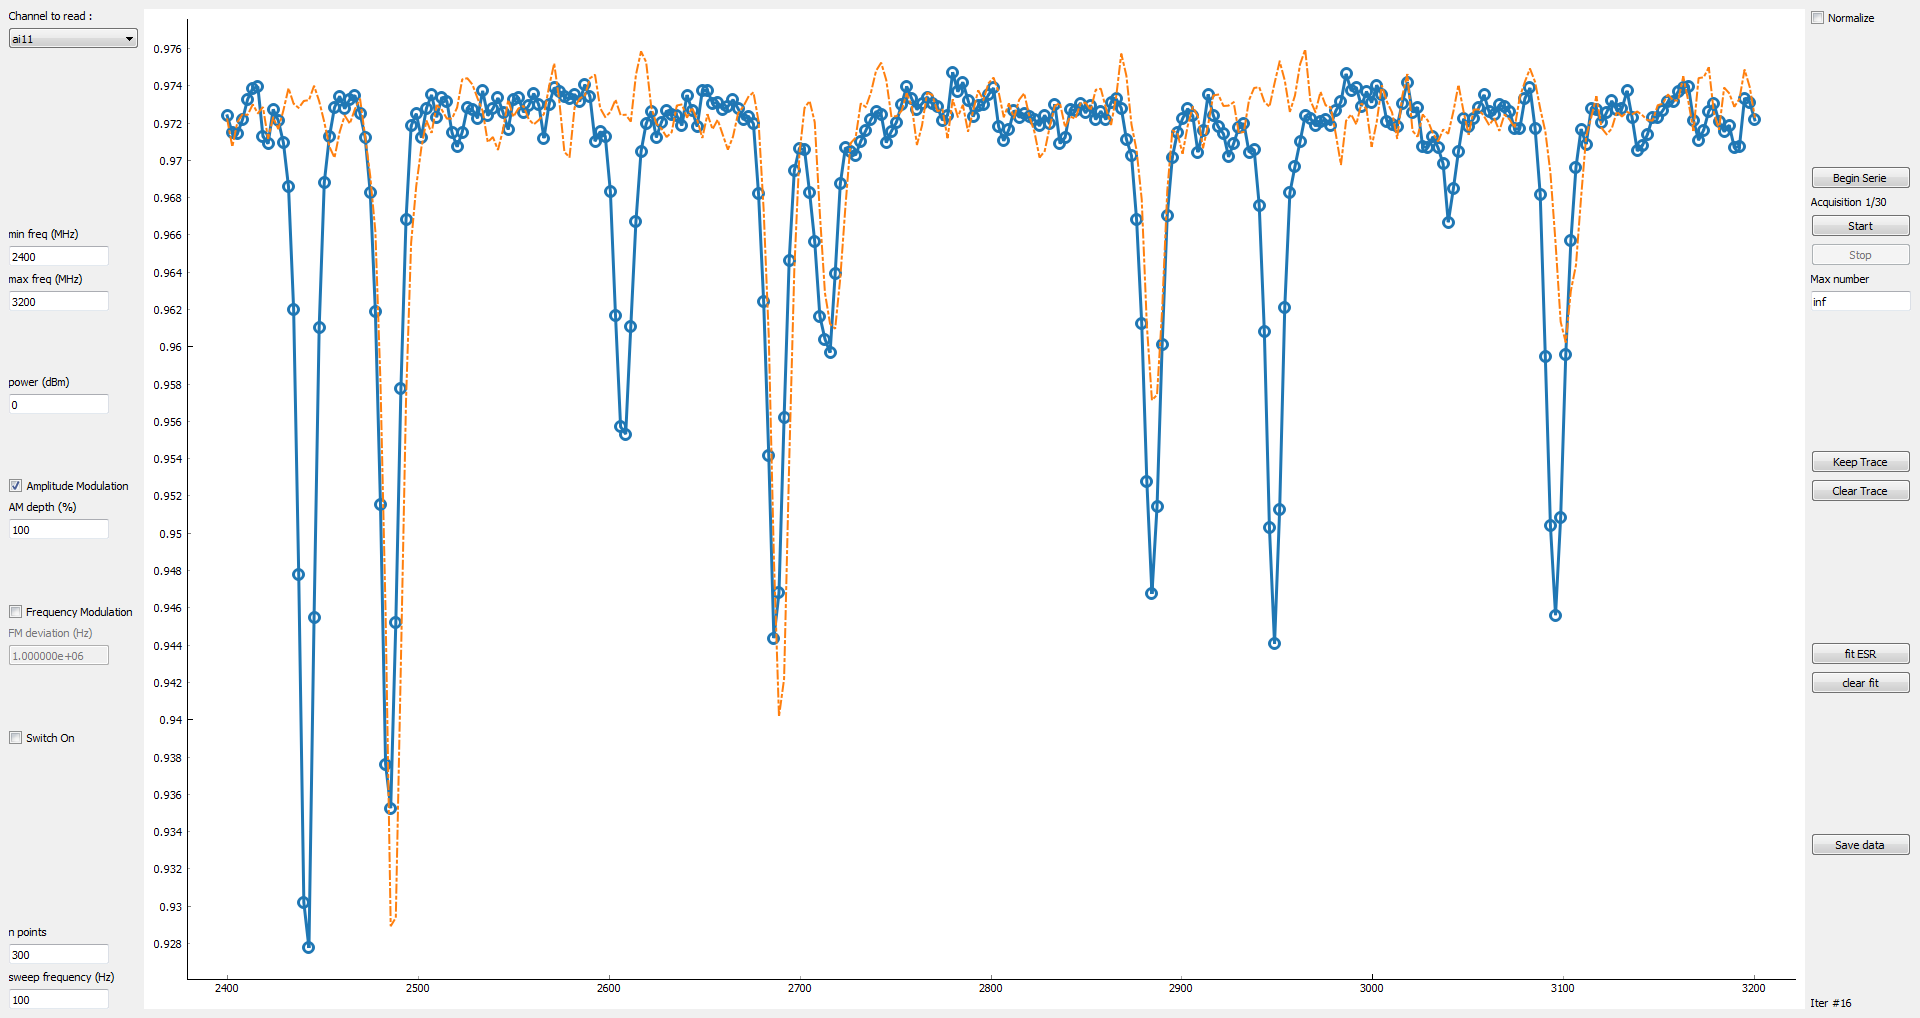 Channel to read :
ai11
min freq (MHz)
2400
max freq (MHz)
3200
power (dBm)
0
Amplitude Modulation
AM depth (%)
100
Frequency Modulation
FM deviation (Hz)
1.000000e+06
Switch On
n points
300
sweep frequency (Hz)
100
0.976
0.974
0.972
0.97
0.968
0.966
0.964
0.962
0.96
0.958
0.956
0.954
0.952
0.95
0.948
0.946
0.944
0.942
0.94
0.938
0.936
0.934
0.932
0.93
0.928
2400 2500 2600 2700 2800 2900 3000 3100 3200
Normalize
Begin Serie
Acquisition 1/30
Start
Stop
Max number
inf
Keep Trace
Clear Trace
fit ESR
clear fit
Save data
Iter #16